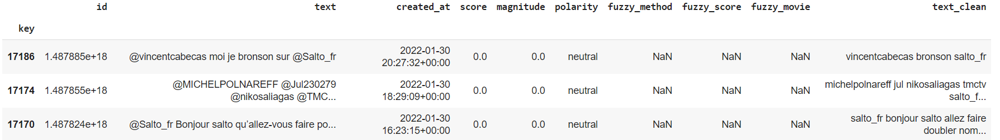 id text created_at score magnitude polarity fuzzy_method fuzzy_score fuzzy_movie text_clean
key
17186 1.487885e+18 @vincentcabecas moi je bronson sur @Salto_fr 2022-01-30 20:27:32+00:00 0.0 0.0 neutral NaN NaN NaN vincentcabecas bronson salto_fr
17174 1.487855e+18 @MICHELPOLNAREFF @Jul230279 @nikosaliagas @TMC... 2022-01-30 18:29:09+00:00 0.0 0.0 neutral NaN NaN NaN michelpolnareff jul nikosaliagas tmctv salto_f...
17170 1.487824e+18 @Salto_fr Bonjour salto qu’allez-vous faire po... 2022-01-30 16:23:15+00:00 0.0 0.0 neutral NaN NaN NaN salto_fr bonjour salto allez faire doubler nom...